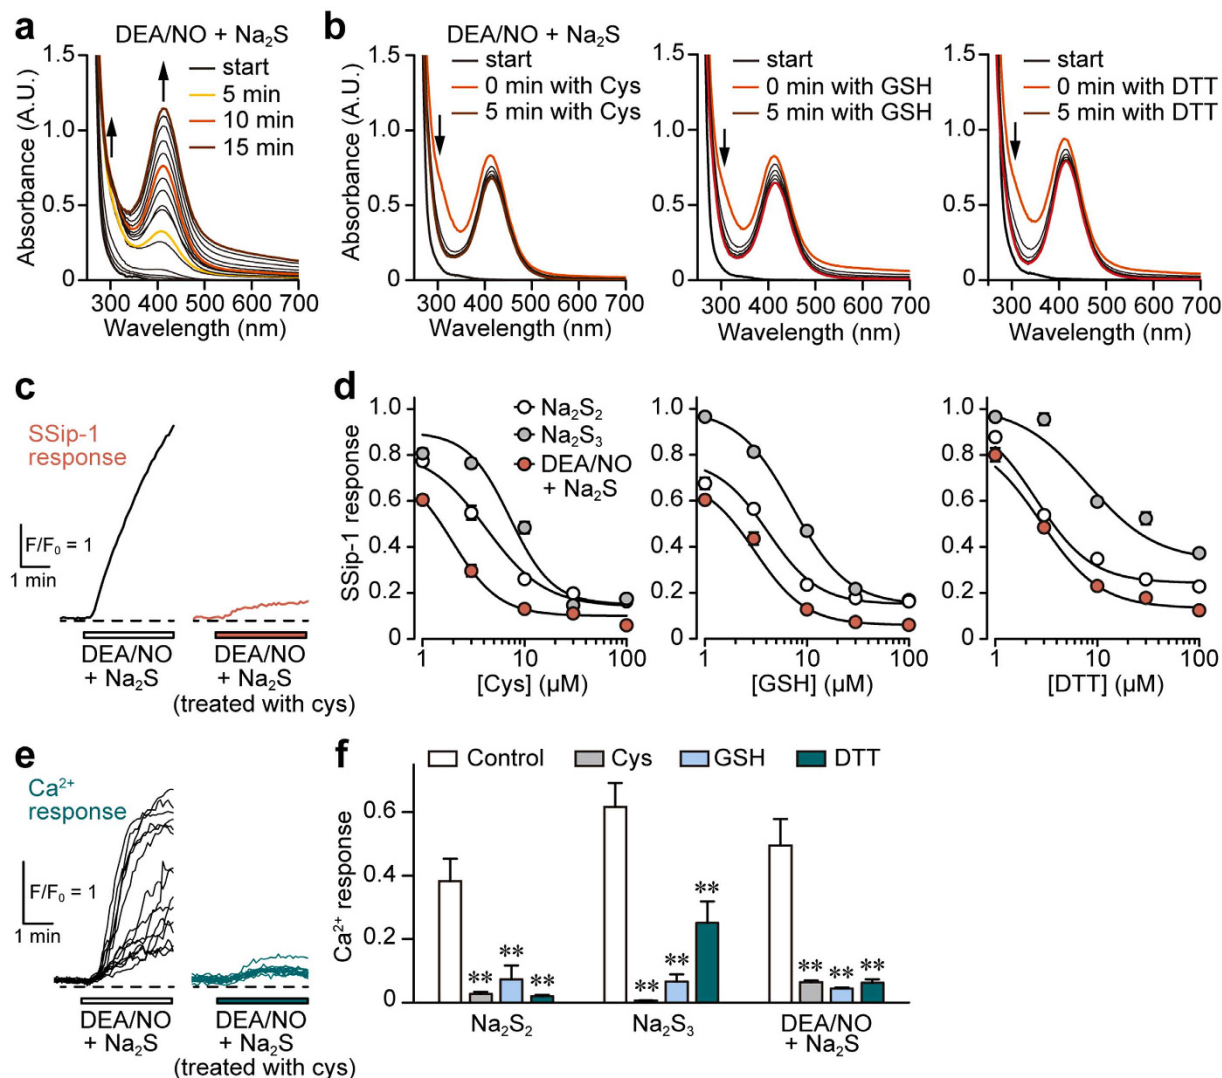 a
DEA/NO + Na₂S
1.5
1.0
0.5
0
Absorbance (A.U.)
start
5 min
10 min
15 min
300 400 500 600 700
Wavelength (nm)
b
DEA/NO + Na₂S
1.5
1.0
0.5
0
Absorbance (A.U.)
start
0 min with Cys
5 min with Cys
300 400 500 600 700
Wavelength (nm)
1.5
1.0
0.5
0
start
0 min with GSH
5 min with GSH
300 400 500 600 700
Wavelength (nm)
1.5
1.0
0.5
0
start
0 min with DTT
5 min with DTT
300 400 500 600 700
Wavelength (nm)
c
SSip-1
response
F/F₀ = 1
1 min
DEA/NO
+ Na₂S
DEA/NO
+ Na₂S
(treated with cys)
d
SSip-1 response
1.0
0.8
0.6
0.4
0.2
0
Na₂S₂
Na₂S₃
DEA/NO
+ Na₂S
1 10 100
[Cys] (µM)
1.0
0.8
0.6
0.4
0.2
0
1 10 100
[GSH] (µM)
1.0
0.8
0.6
0.4
0.2
0
1 10 100
[DTT] (µM)
e
Ca²⁺
response
F/F₀ = 1
1 min
DEA/NO
+ Na₂S
DEA/NO
+ Na₂S
(treated with cys)
f
Control Cys GSH DTT
Ca²⁺ response
0.6
0.4
0.2
0
** ** **
** ** **
** ** **
Na₂S₂
Na₂S₃
DEA/NO
+ Na₂S